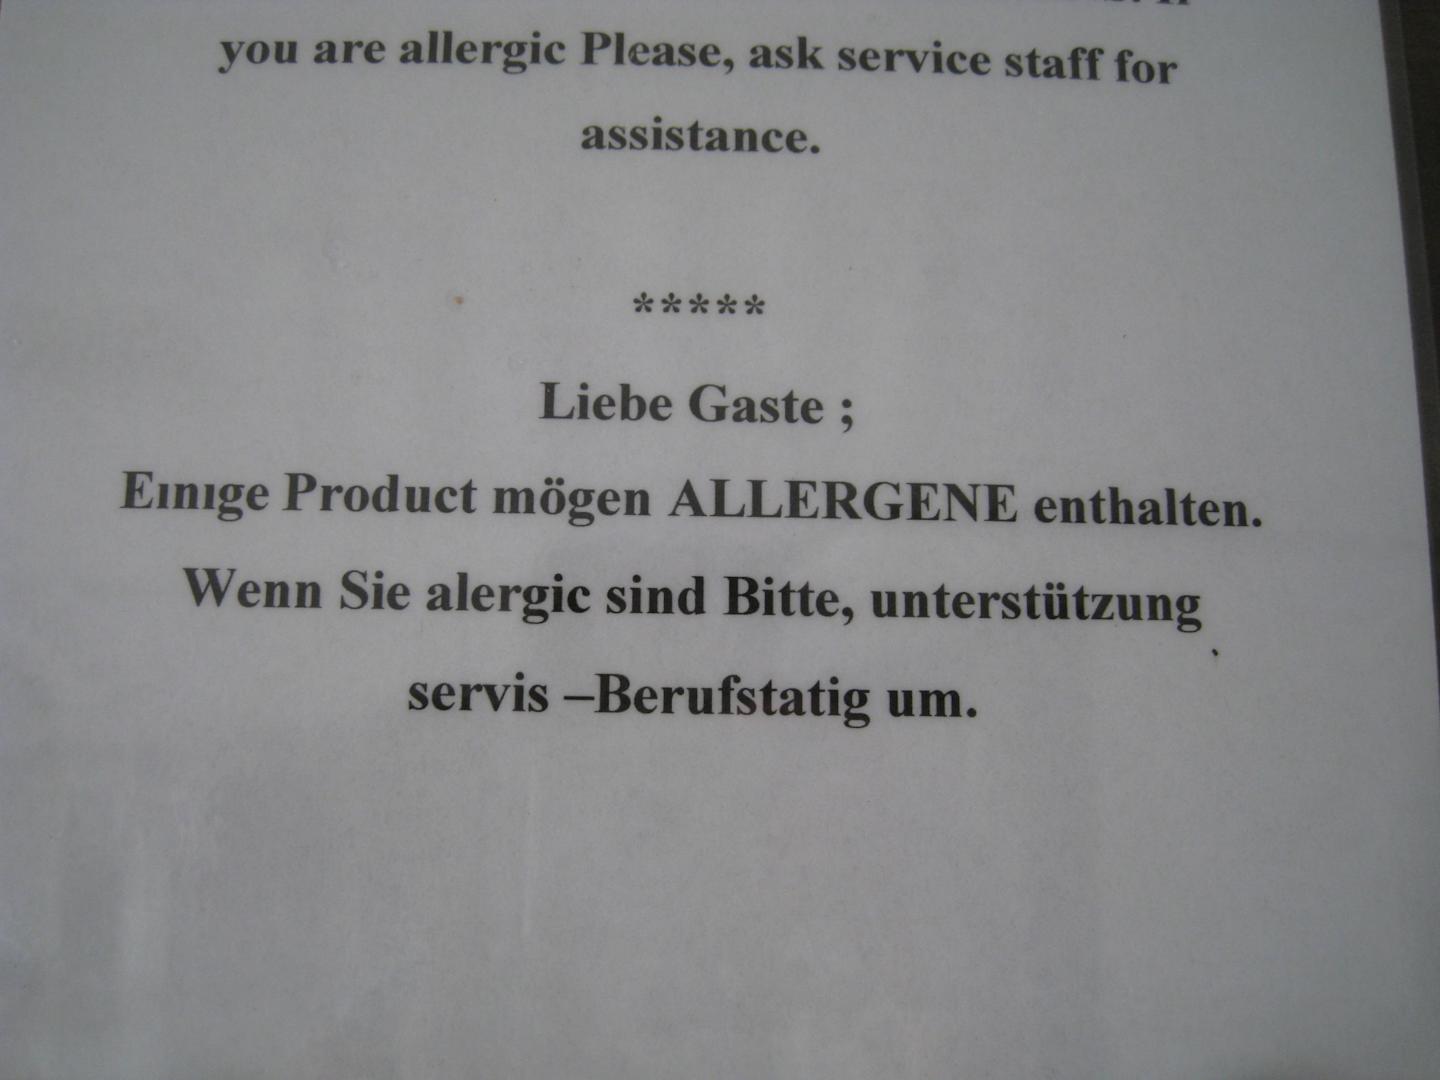 you are allergic Please, ask service staff for
assistance.
*****
Liebe Gaste ;
Eınıge Product mögen ALLERGENE enthalten.
Wenn Sie alergic sind Bitte, unterstützung
servis –Berufstatig um.